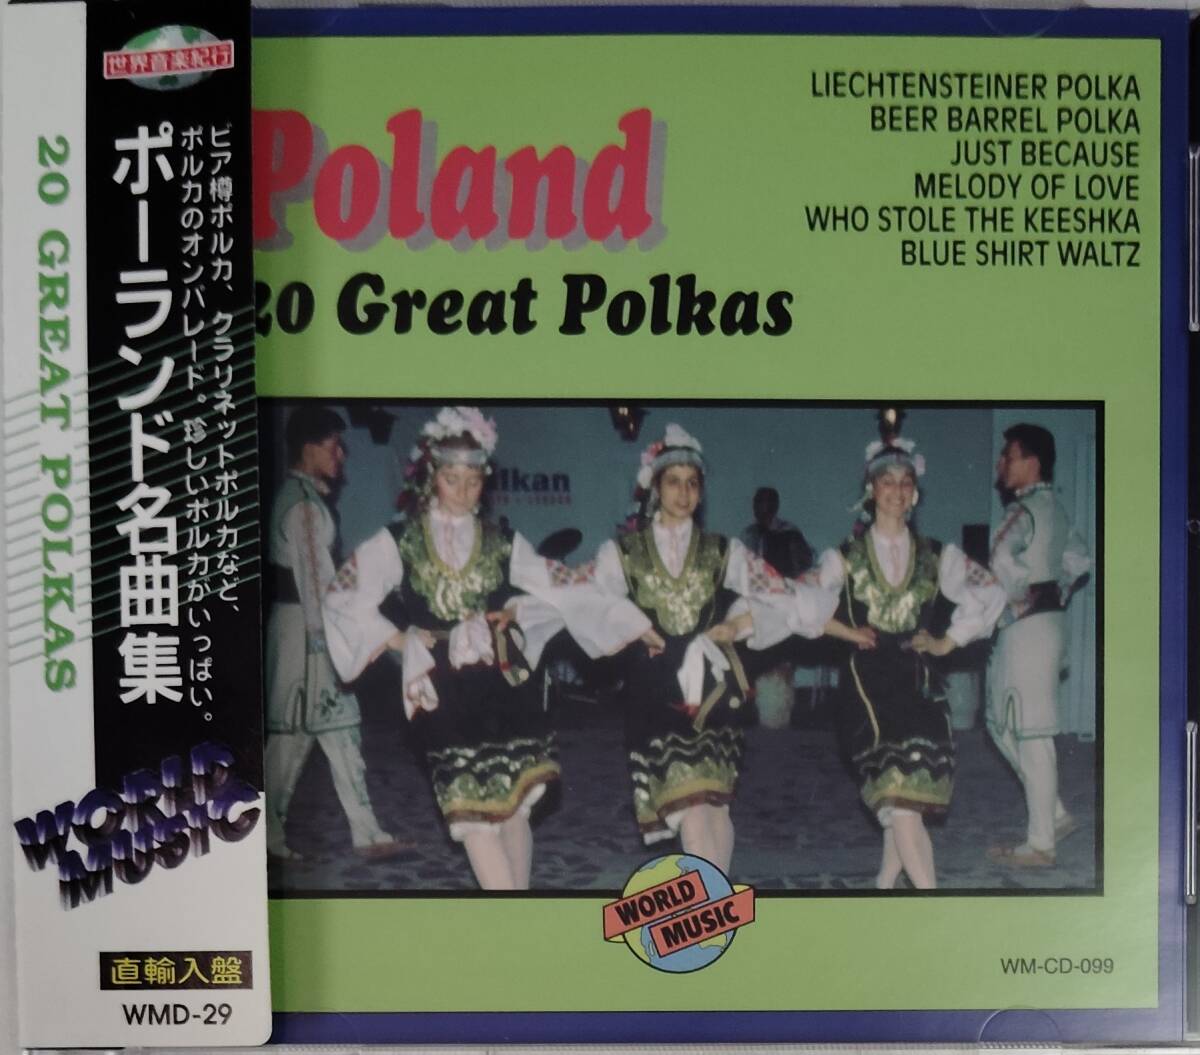 世界音楽紀行
ビア樽ポルカ、クラリネットポルカなど、
ポルカのオンパレード。珍しいポルカがいっぱい。
ポーランド名曲集
20 GREAT POLKAS
WORLD
MUSIC
直輸入盤
WMD-29
Poland
20 Great Polkas
LIECHTENSTEINER POLKA
BEER BARREL POLKA
JUST BECAUSE
MELODY OF LOVE
WHO STOLE THE KEESHKA
BLUE SHIRT WALTZ
lkan
WORLD
MUSIC
WM-CD-099